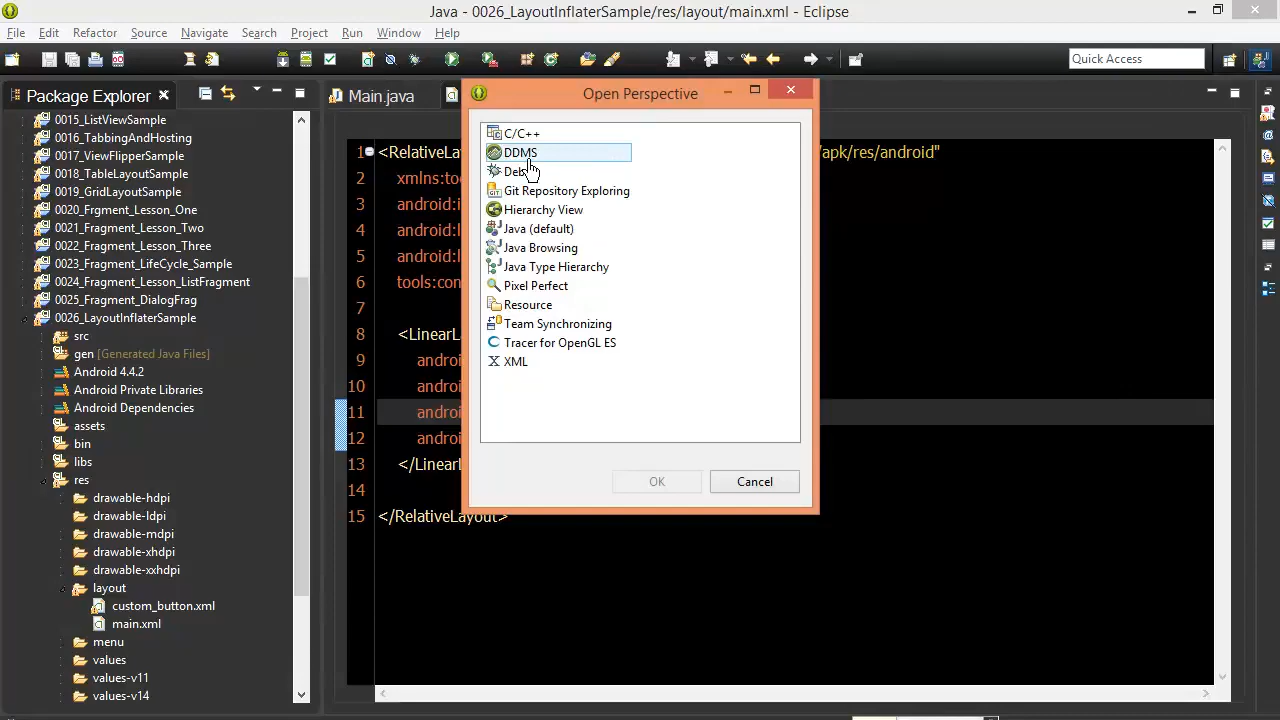 Java - 0026_LayoutInflaterSample/res/layout/main.xml - Eclipse
File Edit Refactor Source Navigate Search Project Run Window Help
Quick Access
Package Explorer
0015_ListViewSample
0016_TabbingAndHosting
0017_ViewFlipperSample
0018_TableLayoutSample
0019_GridLayoutSample
0020_Frgment_Lesson_One
0021_Fragment_Lesson_Two
0022_Fragment_Lesson_Three
0023_Fragment_LifeCycle_Sample
0024_Fragment_Lesson_ListFragment
0025_Fragment_DialogFrag
0026_LayoutInflaterSample
src
gen [Generated Java Files]
Android 4.4.2
Android Private Libraries
Android Dependencies
assets
bin
libs
res
drawable-hdpi
drawable-ldpi
drawable-mdpi
drawable-xhdpi
drawable-xxhdpi
layout
custom_button.xml
main.xml
menu
values
values-v11
values-v14
Main.java
1 <RelativeLa /apk/res/android"
2 xmlns:to
3 android:i
4 android:l
5 android:l
6 tools:con
7
8 <LinearL
9 androi
10 androi
11 androi
12 androi
13 </LinearL
14
15 </RelativeLayout>
Open Perspective
C/C++
DDMS
Git Repository Exploring
Hierarchy View
Java (default)
Java Browsing
Java Type Hierarchy
Pixel Perfect
Resource
Team Synchronizing
Tracer for OpenGL ES
XML
OK Cancel